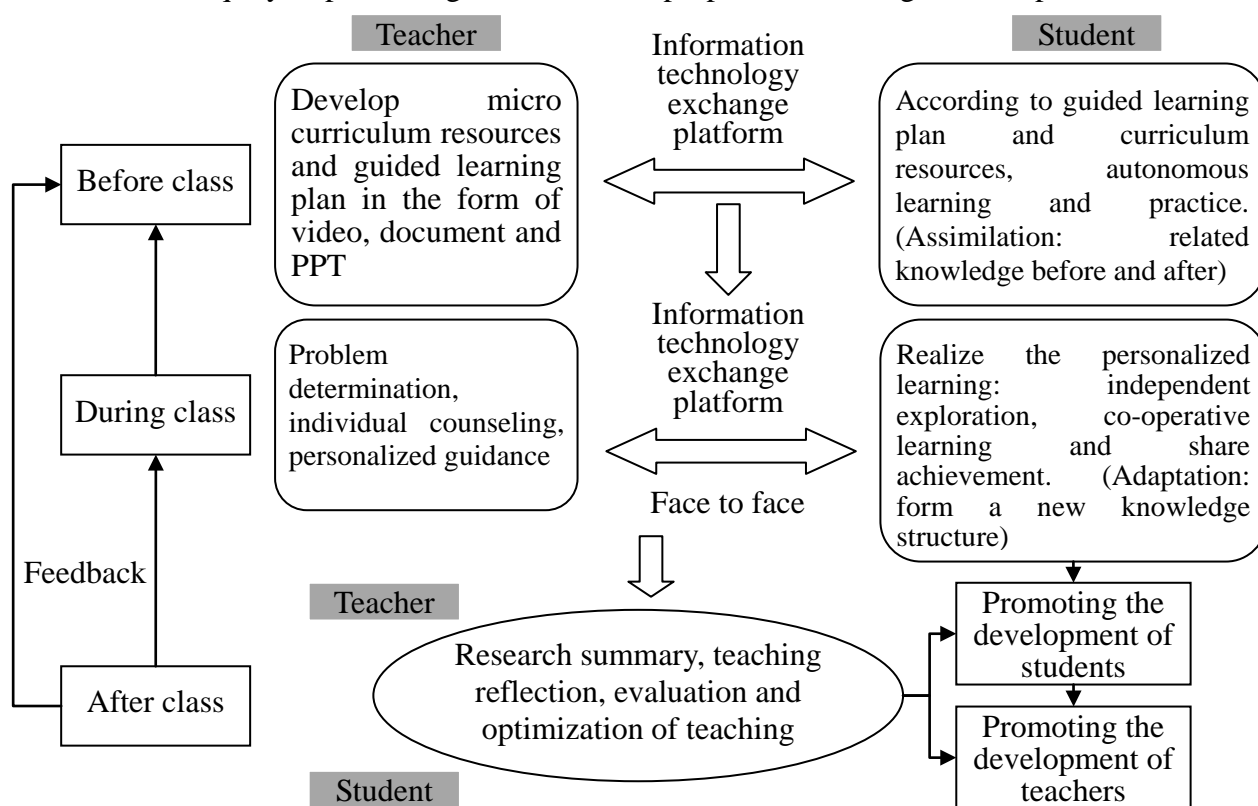 Teacher
Information
technology
exchange
platform
Student
Develop micro
curriculum resources
and guided learning
plan in the form of
video, document and
PPT
According to guided learning
plan and curriculum
resources, autonomous
learning and practice.
(Assimilation: related
knowledge before and after)
Before class
Information
technology
exchange
platform
Problem
determination,
individual counseling,
personalized guidance
Realize the personalized
learning: independent
exploration, co-operative
learning and share
achievement. (Adaptation:
form a new knowledge
structure)
During class
Face to face
Feedback
Teacher
Research summary, teaching
reflection, evaluation and
optimization of teaching
Promoting the
development of
students
After class
Promoting the
development of
teachers
Student